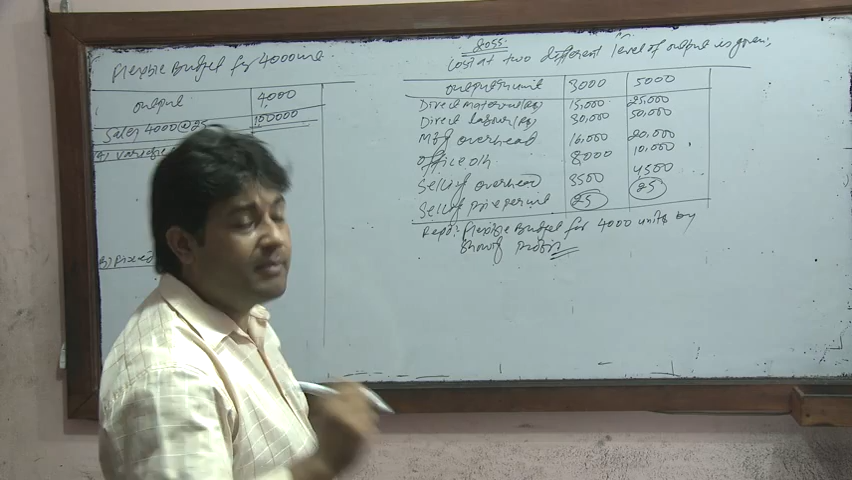 Flexible Budget for 4000 unit
output 4000
Sales 4000@25 100000
(A) Variable
(B) Fixed
Cost at two different level of output is given;
output in unit 3000 5000
Direct material (Rs) 15,000 25,000
Direct labour (Rs) 30,000 50,000
Mfg overhead 16,000 20,000
office o/h 8000 10,000
Selling overhead 3500 4500
Selling price per unit 25 25
Reqd: Flexible Budget for 4000 units by
showing profit